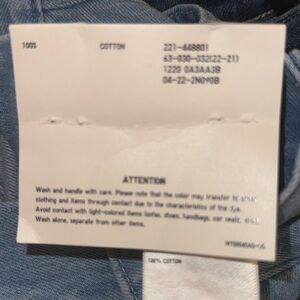 100% COTTON 221-448801
63-030-032(22-21)
1220 0A3AA3B
04-22-2N090B
ATTENTION
Wash and handle with care. Please note that the color may transfer to other
clothing and items through contact due to the characteristics of the dye.
Avoid contact with light-colored items (sofas, shoes, handbags, car seats, etc).
Wash alone, separate from other items.
100% COTTON